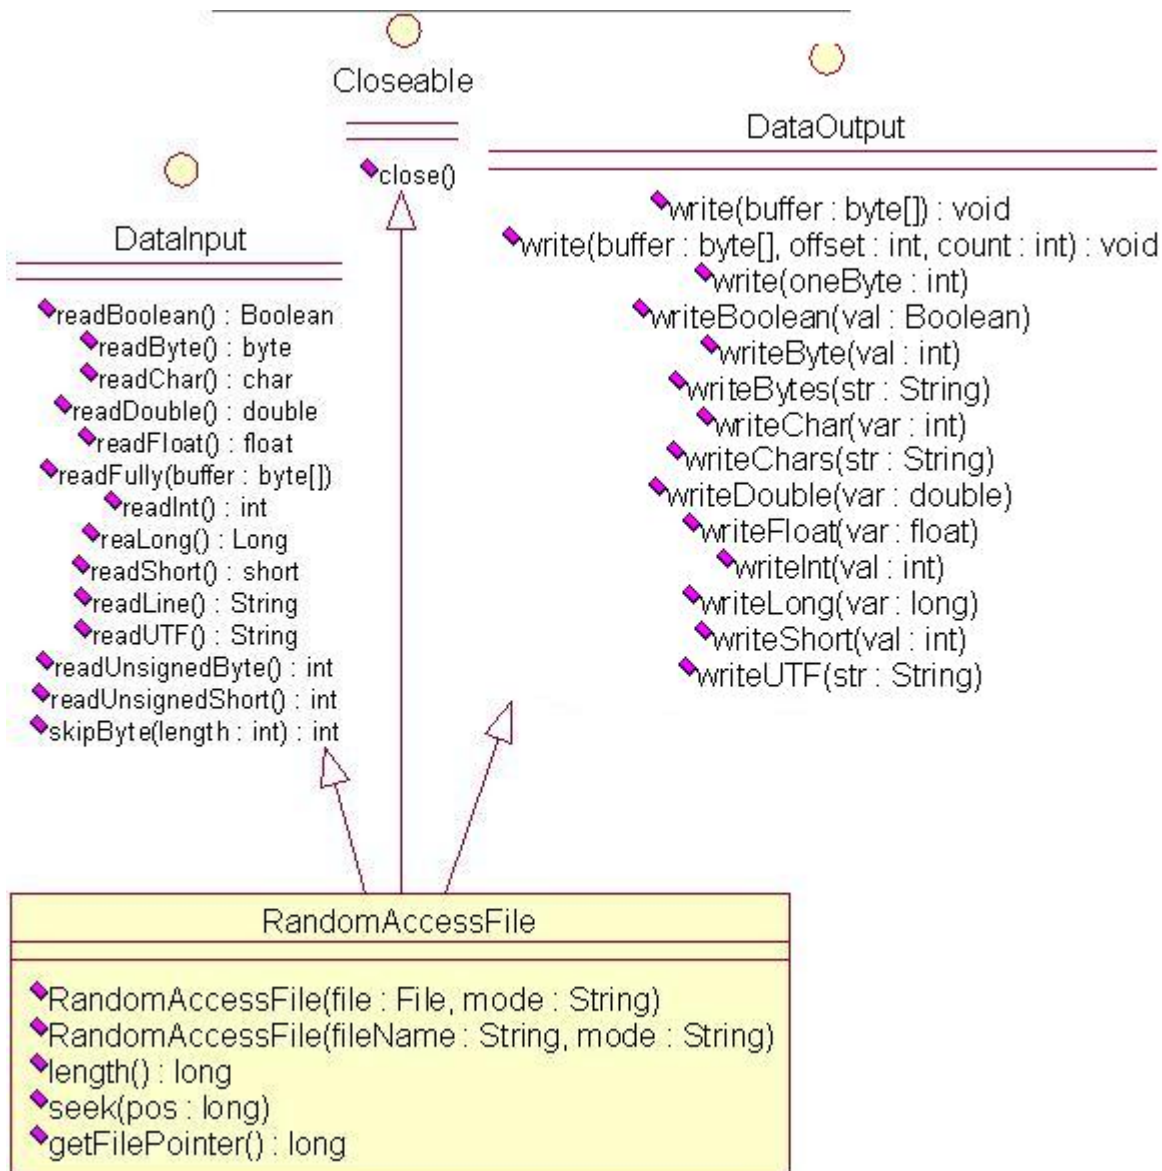 Closeable
close()
DataInput
readBoolean() : Boolean
readByte() : byte
readChar() : char
readDouble() : double
readFloat() : float
readFully(buffer : byte[])
readInt() : int
reaLong() : Long
readShort() : short
readLine() : String
readUTF() : String
readUnsignedByte() : int
readUnsignedShort() : int
skipByte(length : int) : int
DataOutput
write(buffer : byte[]) : void
write(buffer : byte[], offset : int, count : int) : void
write(oneByte : int)
writeBoolean(val : Boolean)
writeByte(val : int)
writeBytes(str : String)
writeChar(var : int)
writeChars(str : String)
writeDouble(var : double)
writeFloat(var : float)
writeInt(val : int)
writeLong(var : long)
writeShort(val : int)
writeUTF(str : String)
RandomAccessFile
RandomAccessFile(file : File, mode : String)
RandomAccessFile(fileName : String, mode : String)
length() : long
seek(pos : long)
getFilePointer() : long